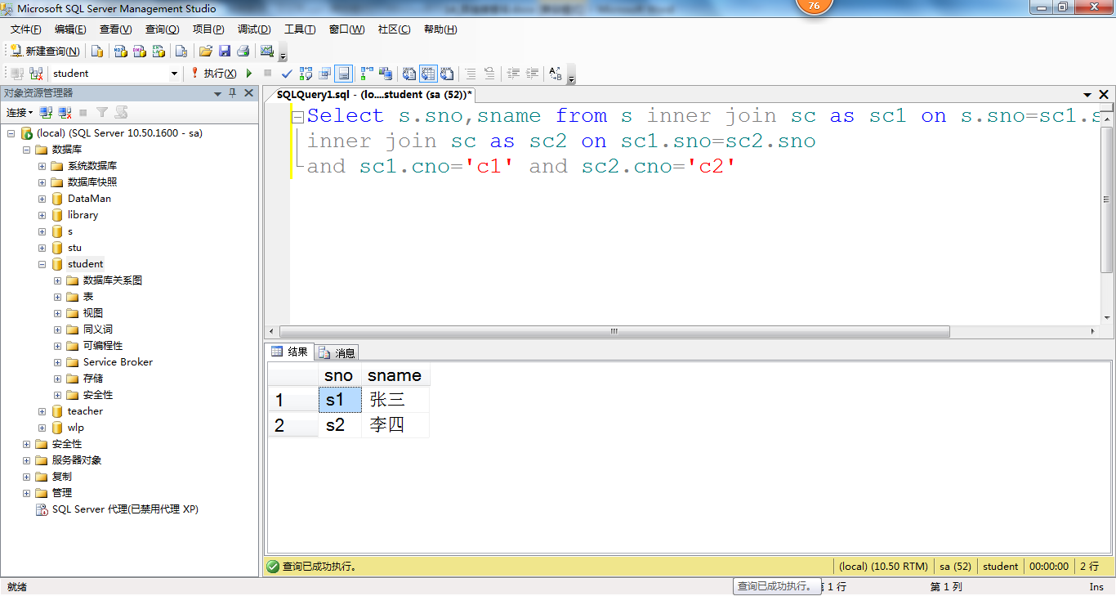 Microsoft SQL Server Management Studio
76
文件(F) 编辑(E) 查看(V) 查询(Q) 项目(P) 调试(D) 工具(T) 窗口(W) 社区(C) 帮助(H)
新建查询(N)
student 执行(X)
对象资源管理器
连接
(local) (SQL Server 10.50.1600 - sa)
数据库
系统数据库
数据库快照
DataMan
library
s
stu
student
数据库关系图
表
视图
同义词
可编程性
Service Broker
存储
安全性
teacher
wlp
安全性
服务器对象
复制
管理
SQL Server 代理(已禁用代理 XP)
SQLQuery1.sql - (lo....student (sa (52))*
Select s.sno,sname from s inner join sc as sc1 on s.sno=sc1.s
inner join sc as sc2 on sc1.sno=sc2.sno
and sc1.cno='c1' and sc2.cno='c2'
结果 消息
sno sname
1 s1 张三
2 s2 李四
查询已成功执行。 (local) (10.50 RTM) sa (52) student 00:00:00 2 行
就绪 查询已成功执行。 1 行 第 1 列 Ins